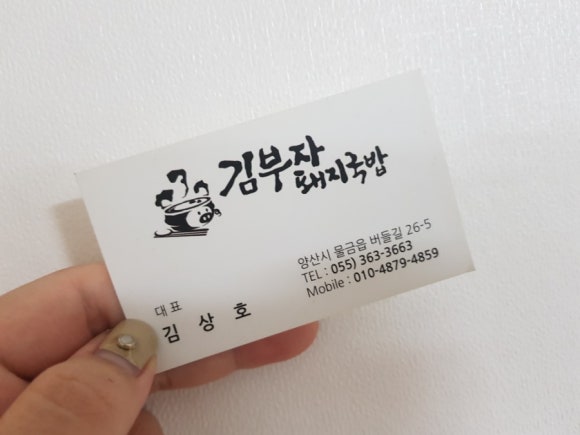 김부자
돼지국밥
양산시 물금읍 버들길 26-5
TEL : 055) 363-3663
Mobile : 010-4879-4859
대 표
김 상 호